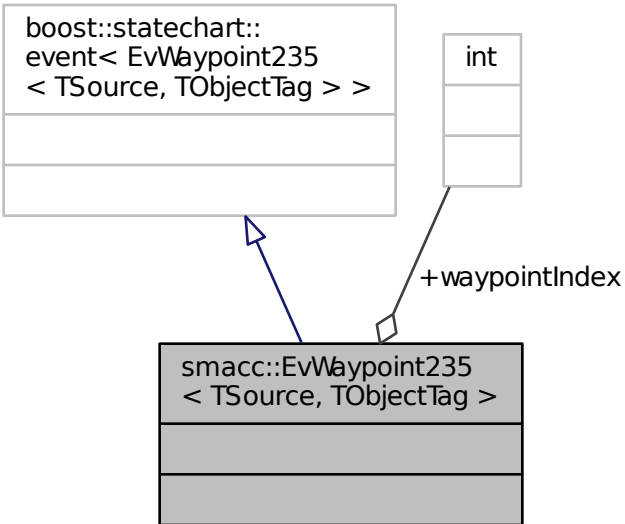 boost::statechart::
event< EvWaypoint235
< TSource, TObjectTag > >
int
+waypointIndex
smacc::EvWaypoint235
< TSource, TObjectTag >